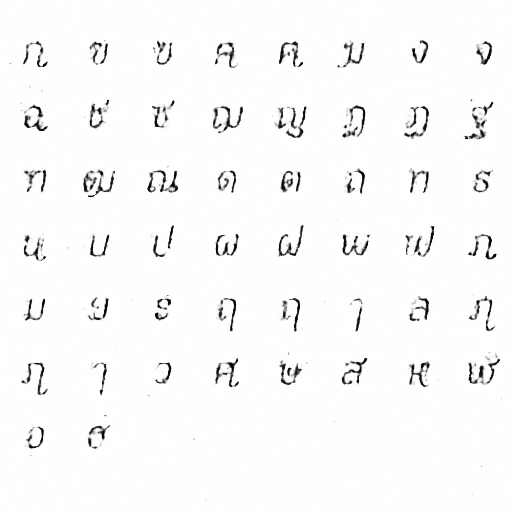 ก ข ฃ ค ฅ ฆ ง จ
ฉ ช ซ ฌ ญ ฎ ฏ ฐ
ฑ ฒ ณ ด ต ถ ท ธ
น บ ป ผ ฝ พ ฟ ภ
ม ย ร ฤ ฤ ๅ ล ฦ
ฦ ๅ ว ศ ษ ส ห ฬ
อ ฮ